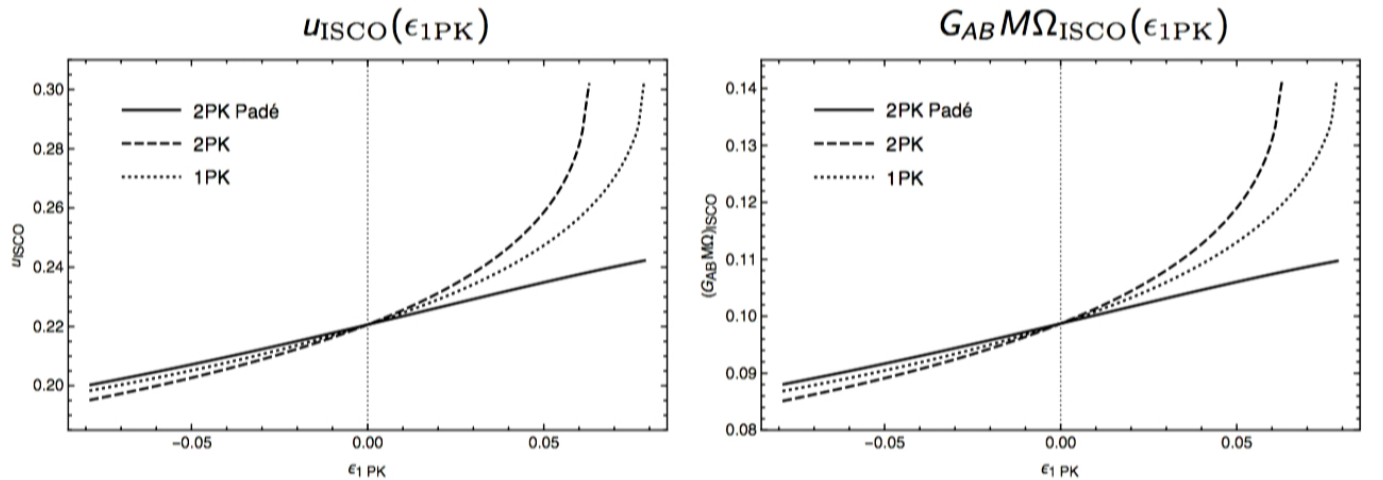 u_ISCO(ϵ_1PK)
0.30
0.28
0.26
0.24
0.22
0.20
u_ISCO
2PK Padé
2PK
1PK
−0.05 0.00 0.05
ϵ_1 PK
G_AB MΩ_ISCO(ϵ_1PK)
0.14
0.13
0.12
0.11
0.10
0.09
0.08
(G_AB MΩ)_ISCO
2PK Padé
2PK
1PK
−0.05 0.00 0.05
ϵ_1 PK